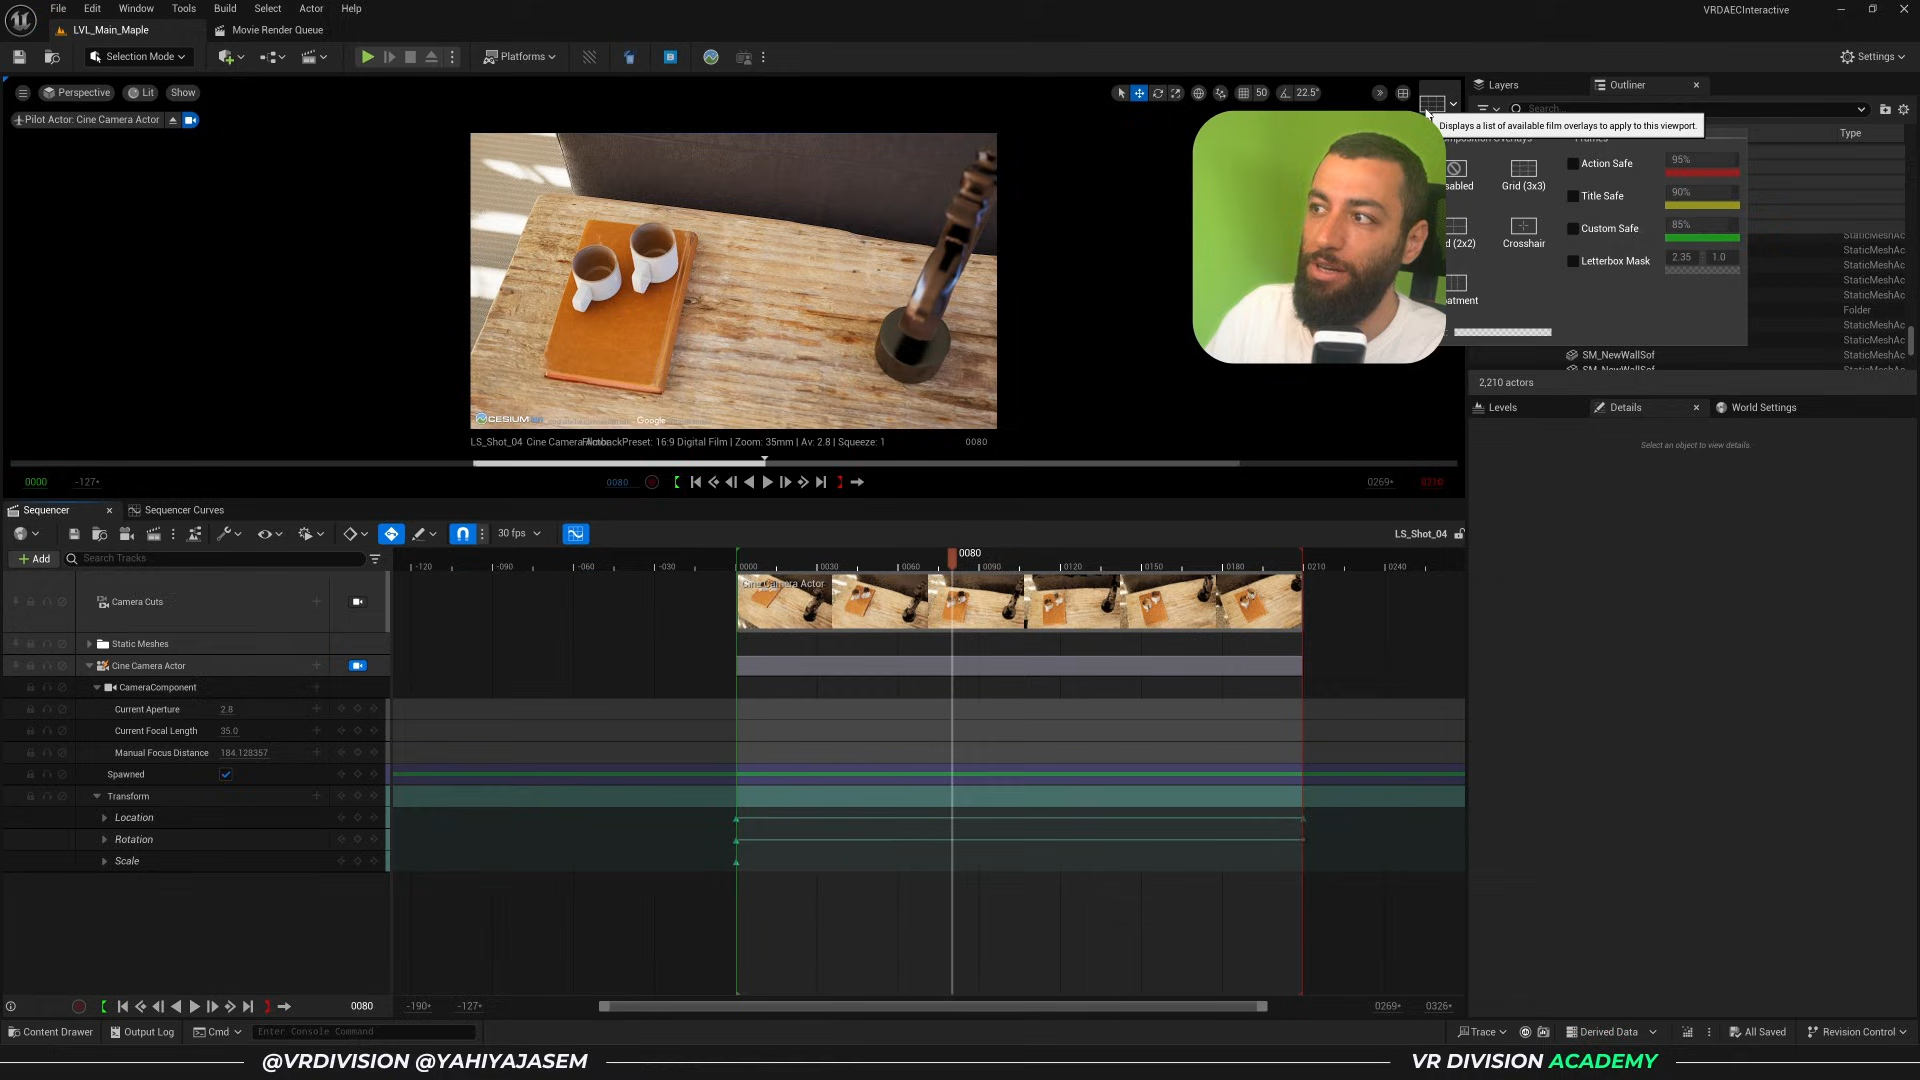 File Edit Window Tools Build Select Actor Help
VRDAECInteractive
LVL_Main_Maple
Movie Render Queue
Selection Mode
Platforms
Settings
Perspective Lit Show
50 22.5°
Layers Outliner
Pilot Actor: Cine Camera Actor
Search...
Displays a list of available film overlays to apply to this viewport.
Type
Grid (3x3)
Action Safe 95%
Title Safe 90%
Custom Safe 85%
Crosshair
Letterbox Mask 2.35 : 1.0
StaticMeshAc
StaticMeshAc
StaticMeshAc
StaticMeshAc
StaticMeshAc
Folder
StaticMeshAc
StaticMeshAc
StaticMeshAc
SM_NewWallSof
StaticMeshAc
2,210 actors
Levels Details World Settings
Select an object to view details.
CESIUM
Google
LS_Shot_04 Cine Camera Actor
Preset: 16:9 Digital Film | Zoom: 35mm | Av: 2.8 | Squeeze: 1
0080
0000 -127+ 0080 0269+ 0210
Sequencer Sequencer Curves
30 fps
LS_Shot_04
Add Search Tracks
0080
-120 -090 -060 -030 0000 0030 0060 0090 0120 0150 0180 0210 0240
Cine Camera Actor
Camera Cuts
Static Meshes
Cine Camera Actor
CameraComponent
Current Aperture 2.8
Current Focal Length 35.0
Manual Focus Distance 184.128357
Spawned
Transform
Location
Rotation
Scale
0080 -190+ -127+ 0269+ 0326+
Content Drawer Output Log Cmd Enter Console Command
Trace Derived Data All Saved Revision Control
@VRDIVISION @YAHIYAJASEM
VR DIVISION ACADEMY